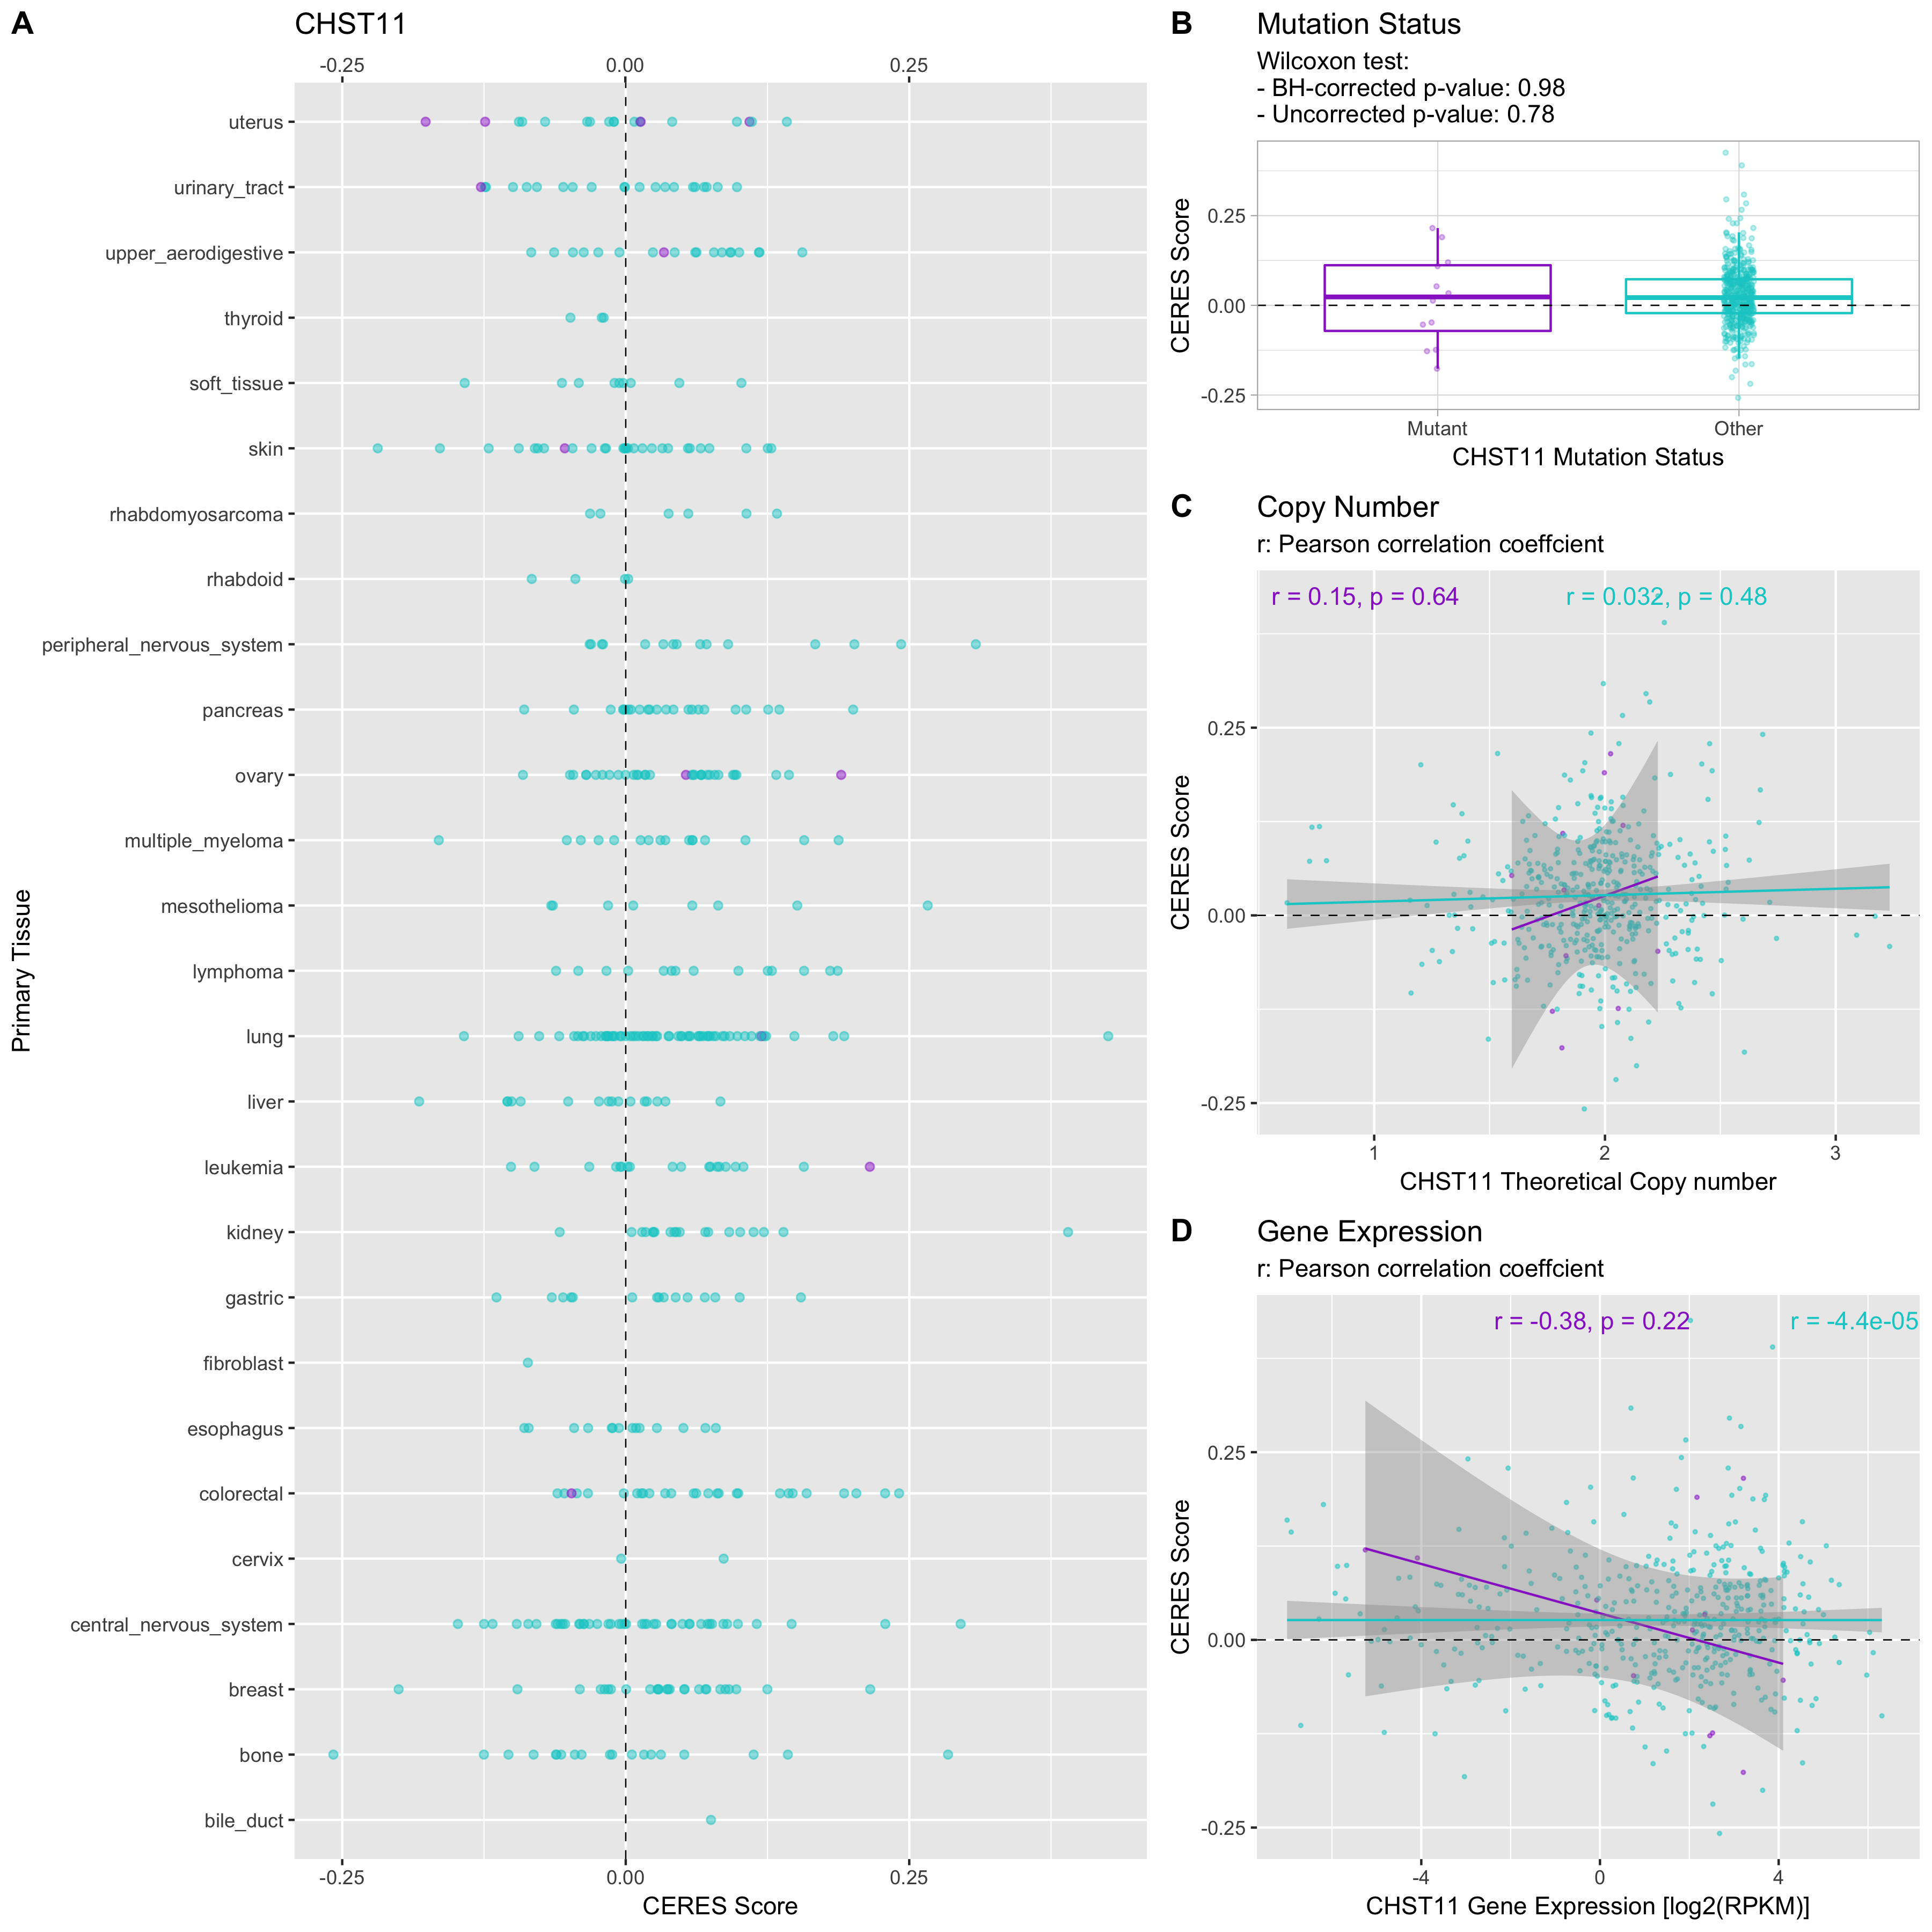 A
CHST11
-0.25
0.00
0.25
Primary Tissue
uterus
urinary_tract
upper_aerodigestive
thyroid
soft_tissue
skin
rhabdomyosarcoma
rhabdoid
peripheral_nervous_system
pancreas
ovary
multiple_myeloma
mesothelioma
lymphoma
lung
liver
leukemia
kidney
gastric
fibroblast
esophagus
colorectal
cervix
central_nervous_system
breast
bone
bile_duct
-0.25
0.00
0.25
CERES Score
B
Mutation Status
Wilcoxon test:
- BH-corrected p-value: 0.98
- Uncorrected p-value: 0.78
CERES Score
0.25
0.00
-0.25
Mutant
Other
CHST11 Mutation Status
C
Copy Number
r: Pearson correlation coeffcient
r = 0.15, p = 0.64
r = 0.032, p = 0.48
CERES Score
0.25
0.00
-0.25
1
2
3
CHST11 Theoretical Copy number
D
Gene Expression
r: Pearson correlation coeffcient
r = -0.38, p = 0.22
r = -4.4e-05
CERES Score
0.25
0.00
-0.25
-4
0
4
CHST11 Gene Expression [log2(RPKM)]